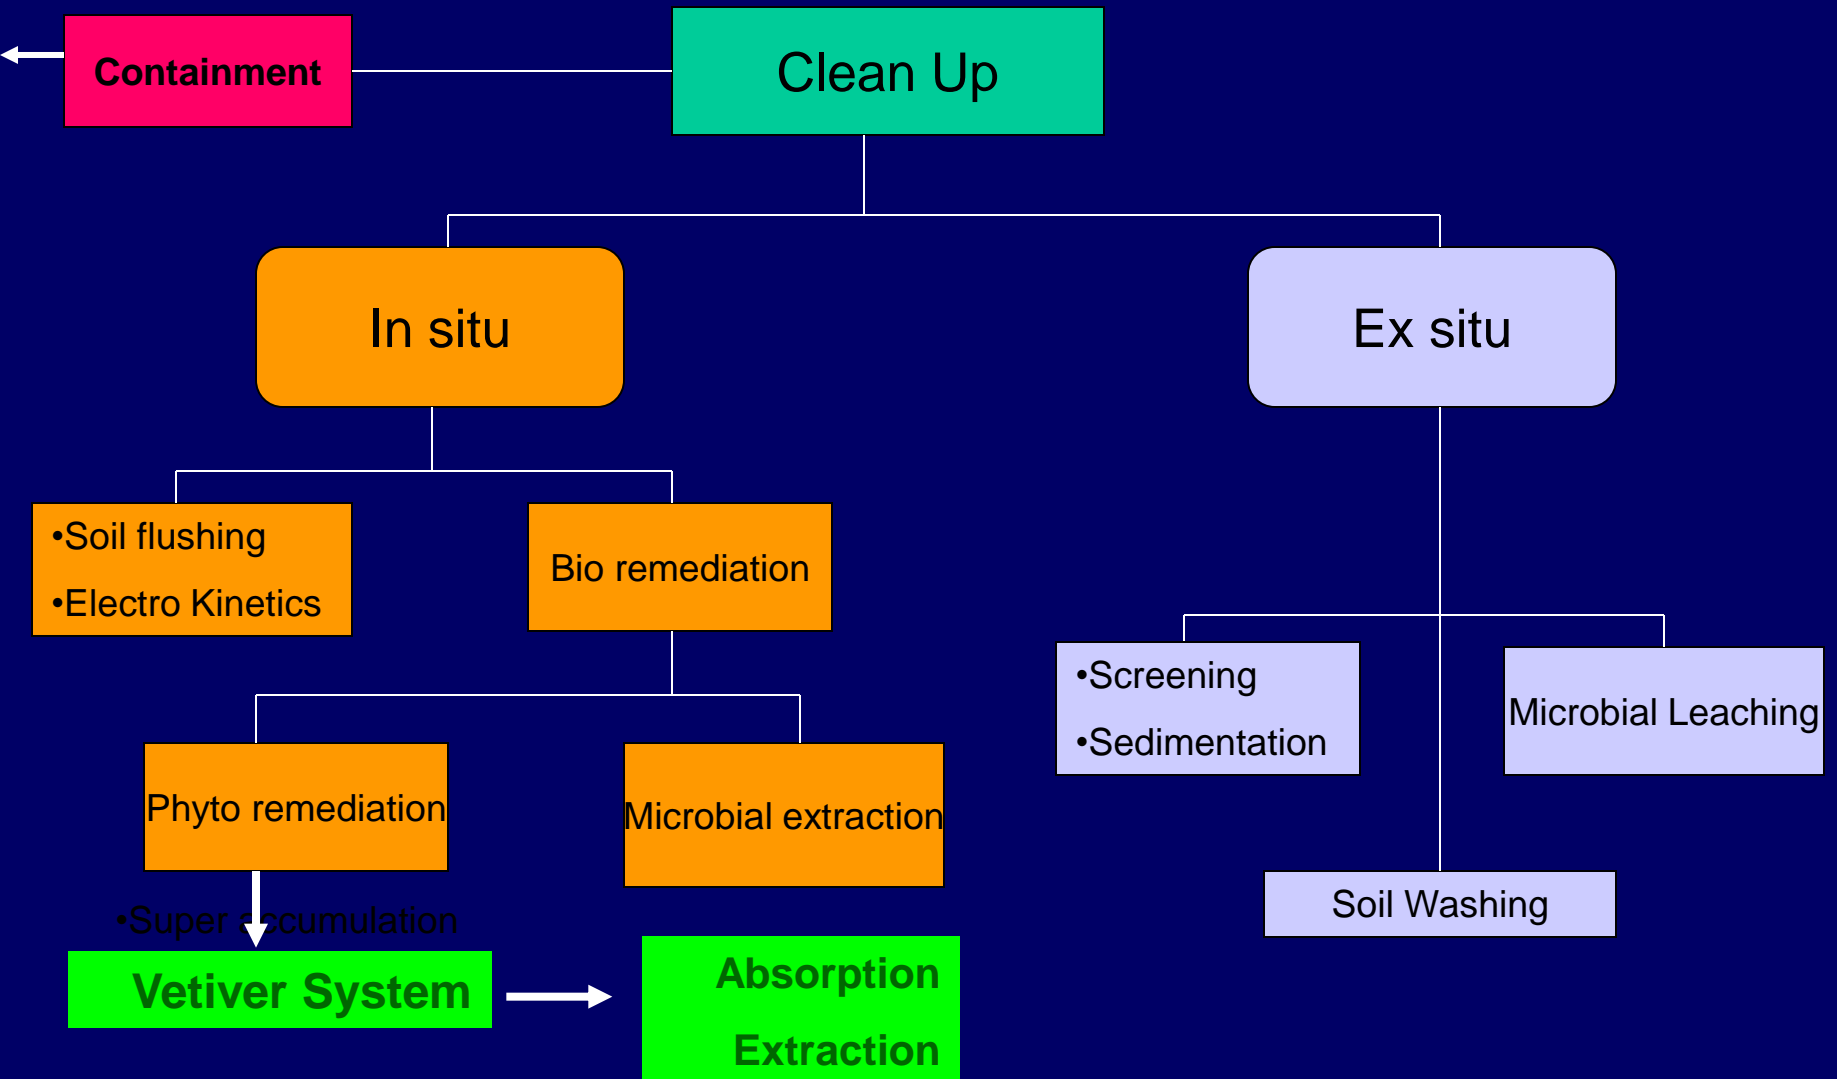 Containment
Clean Up
In situ
Ex situ
•Soil flushing
•Electro Kinetics
Bio remediation
•Screening
•Sedimentation
Microbial Leaching
Phyto remediation
Microbial extraction
Soil Washing
•Super accumulation
Vetiver System
Absorption
Extraction